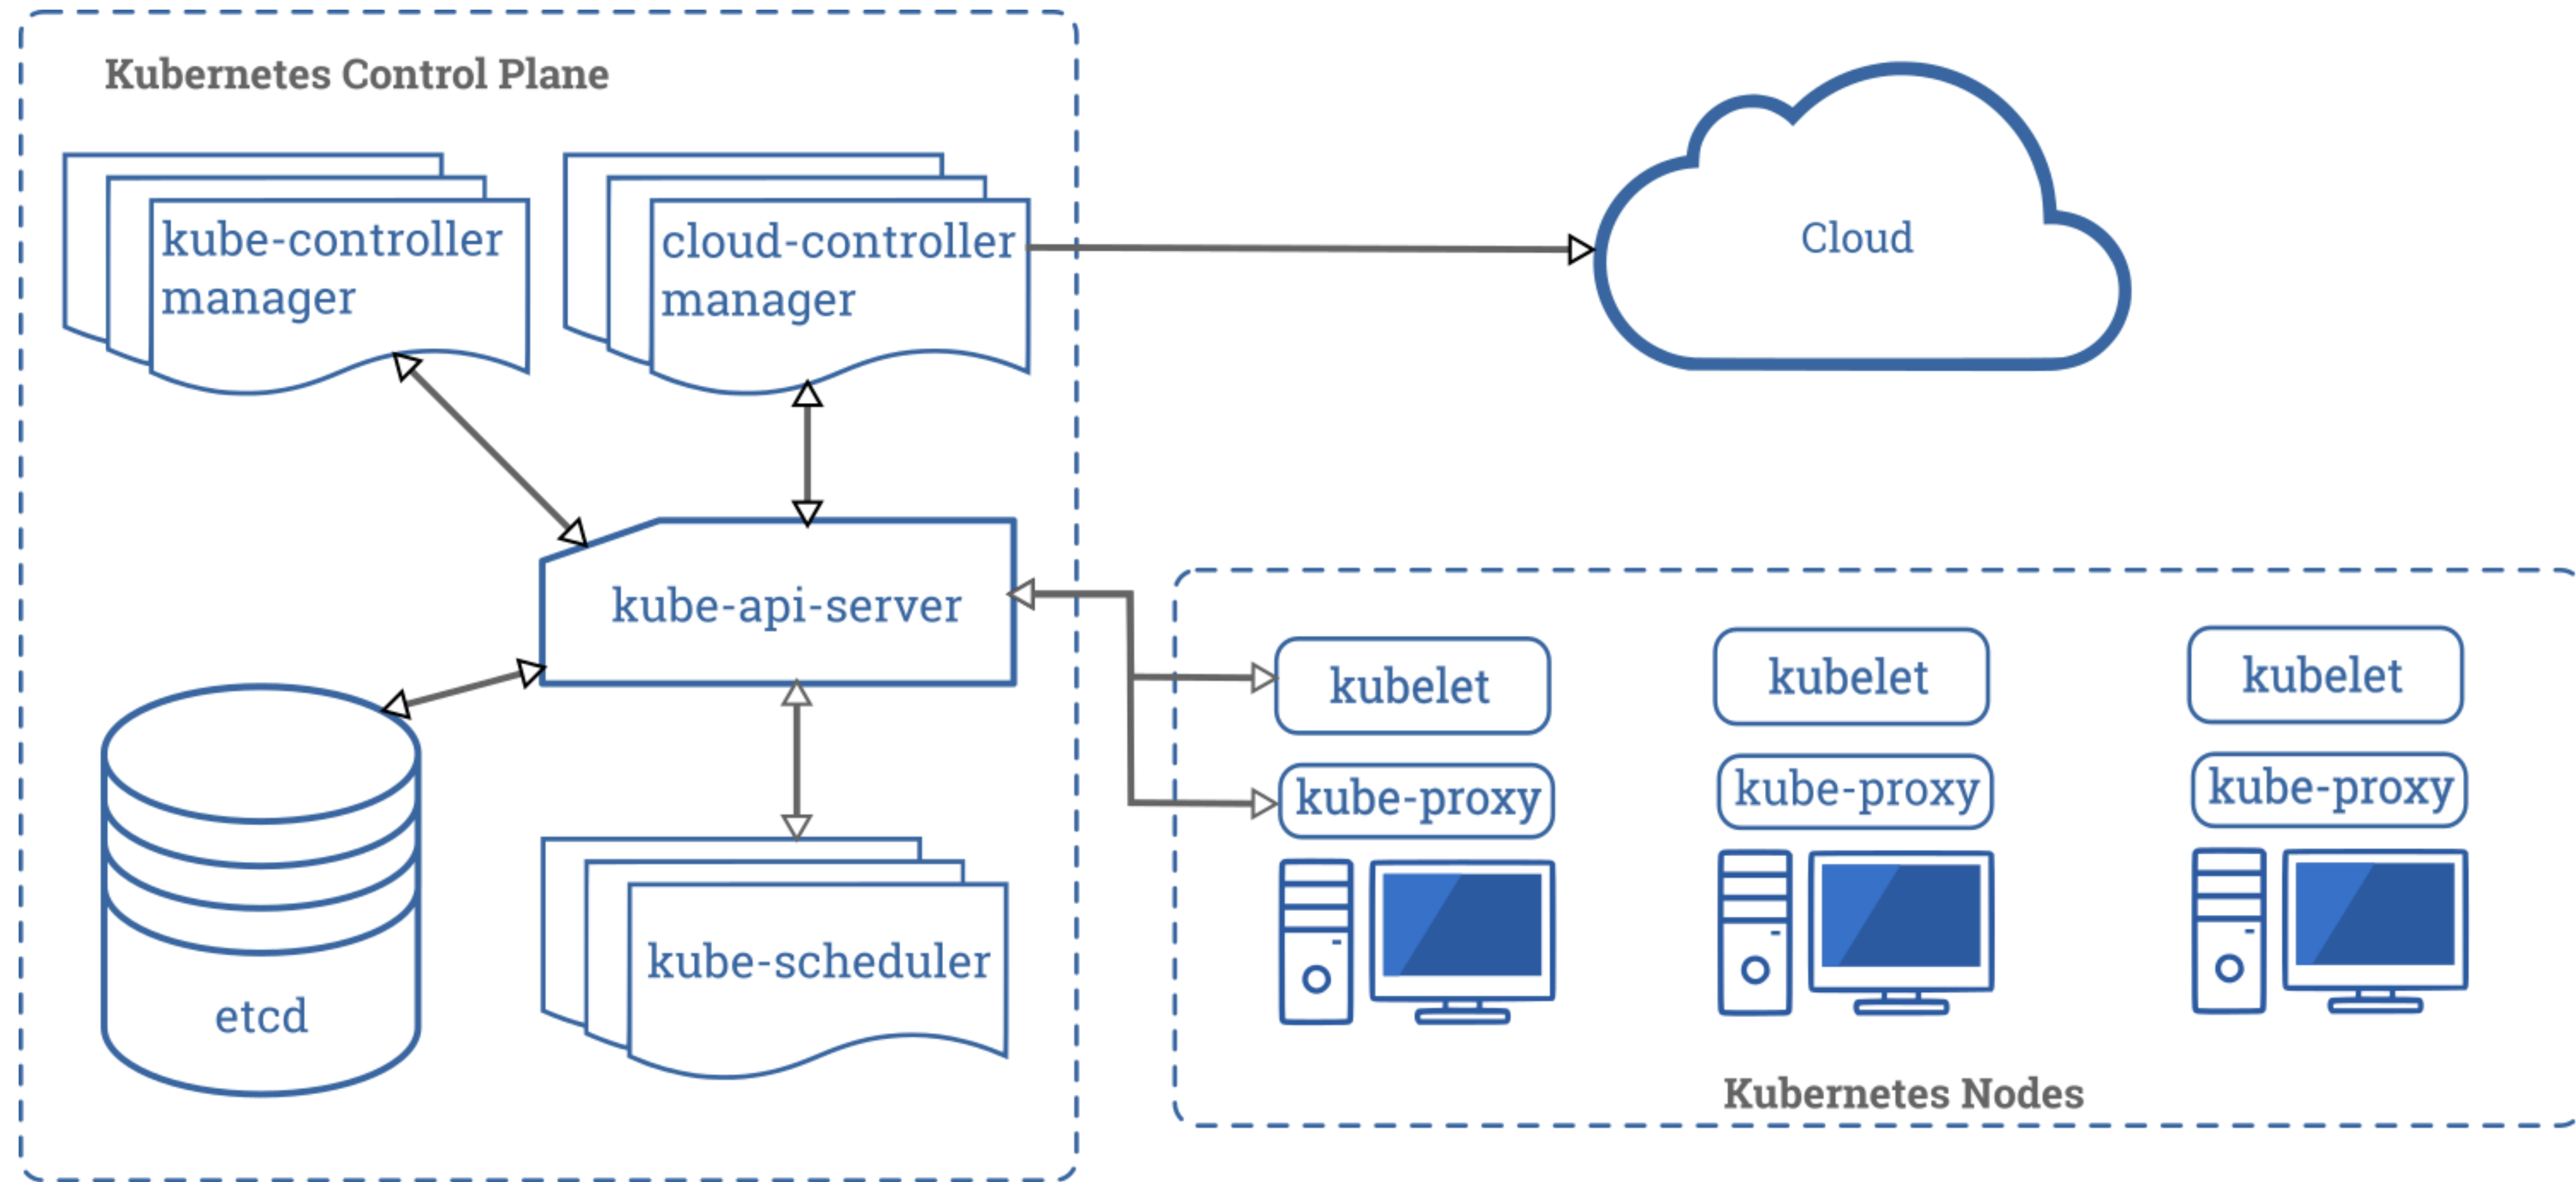 Kubernetes Control Plane
kube-controller
manager
cloud-controller
manager
Cloud
kube-api-server
kubelet
kubelet
kubelet
kube-proxy
kube-proxy
kube-proxy
etcd
kube-scheduler
Kubernetes Nodes